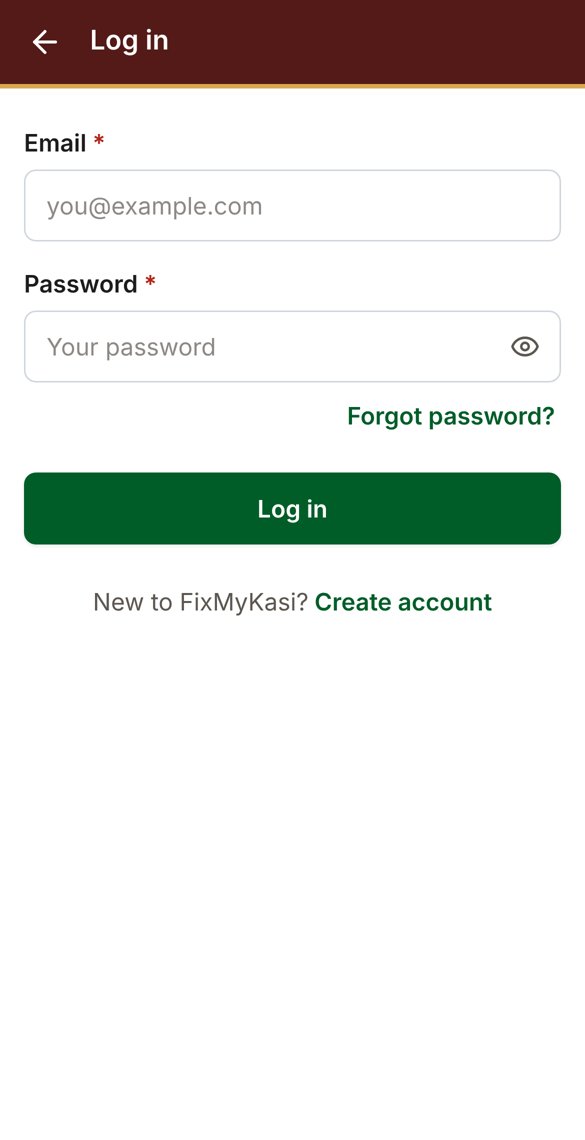 Log in
Email *
you@example.com
Password *
Your password
Forgot password?
Log in
New to FixMyKasi? Create account